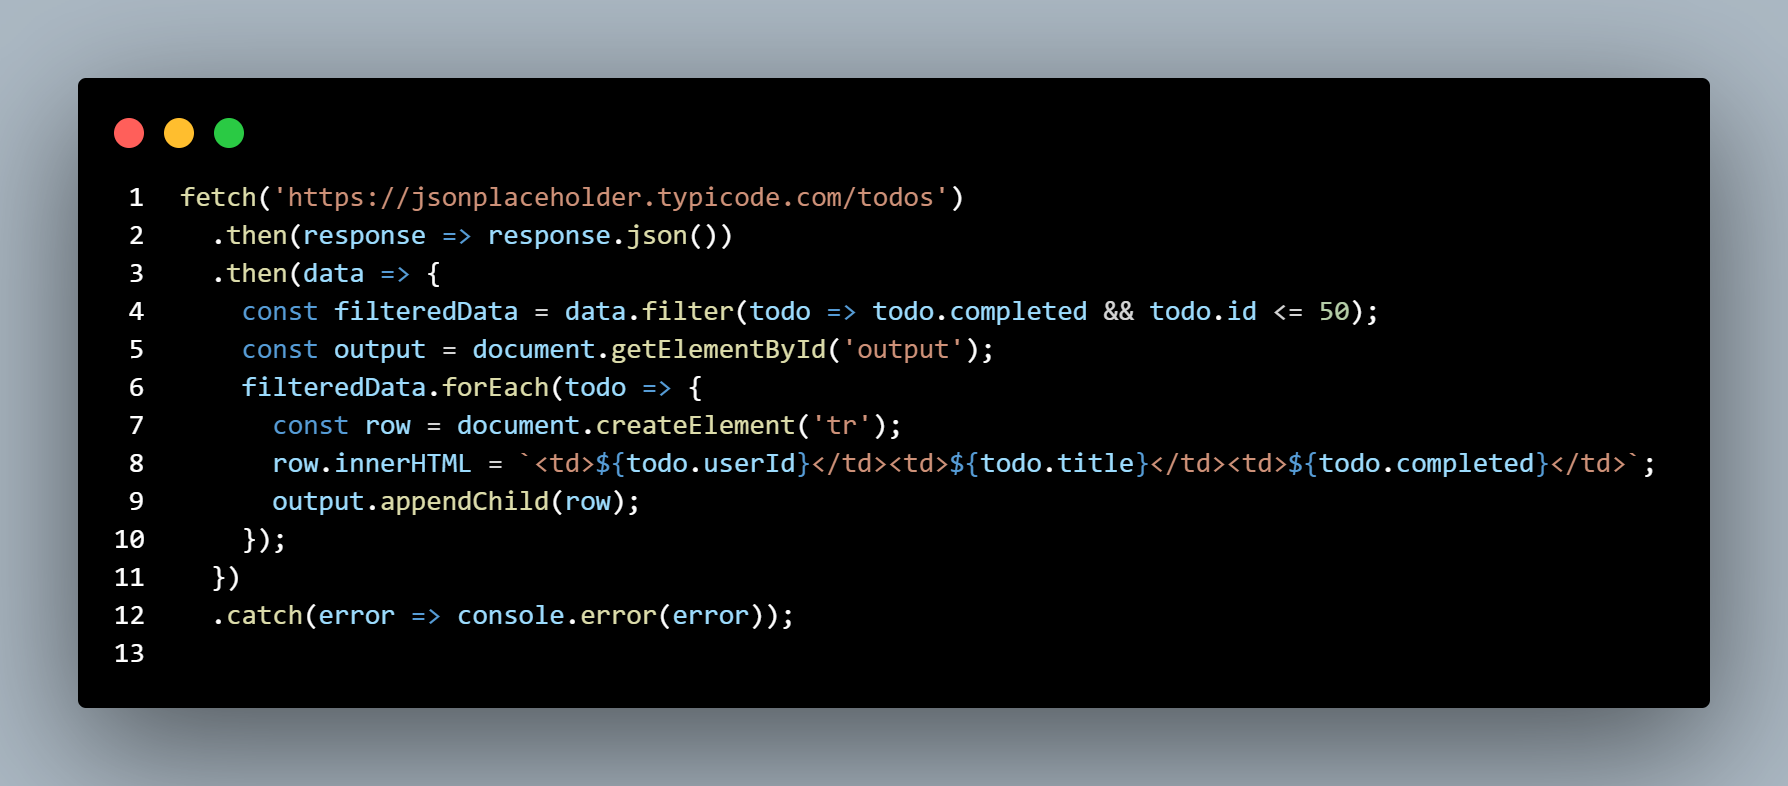 1 fetch('https://jsonplaceholder.typicode.com/todos')
2   .then(response => response.json())
3   .then(data => {
4     const filteredData = data.filter(todo => todo.completed && todo.id <= 50);
5     const output = document.getElementById('output');
6     filteredData.forEach(todo => {
7       const row = document.createElement('tr');
8       row.innerHTML = `<td>${todo.userId}</td><td>${todo.title}</td><td>${todo.completed}</td>`;
9       output.appendChild(row);
10     });
11   })
12   .catch(error => console.error(error));
13